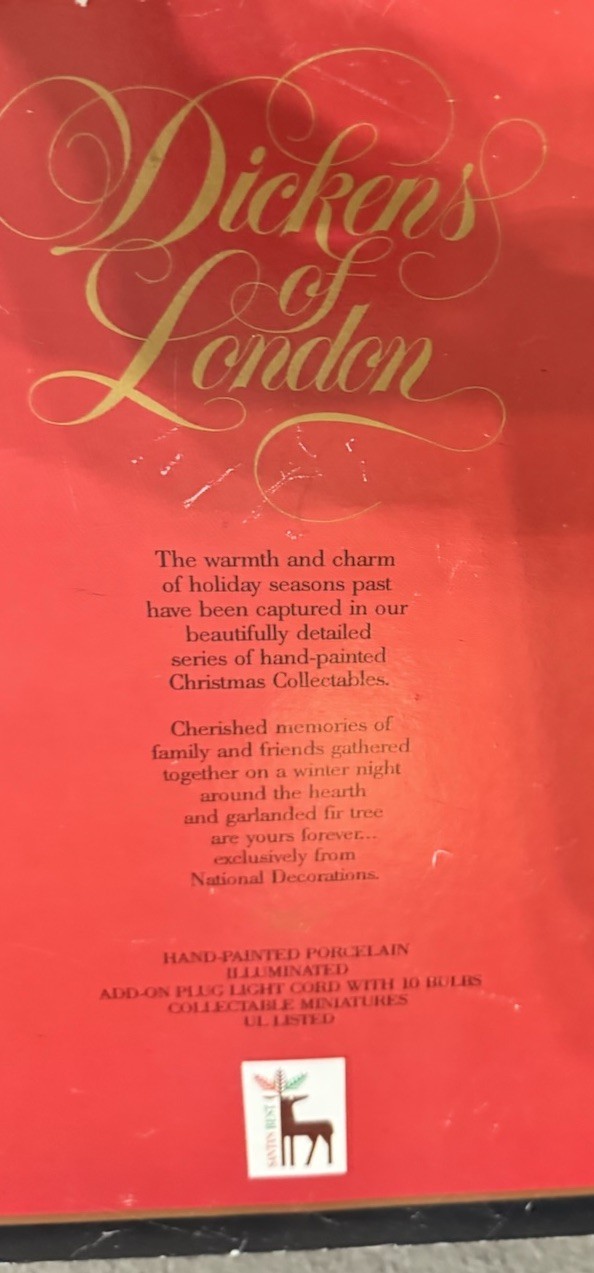 Dickens
of
London
The warmth and charm
of holiday seasons past
have been captured in our
beautifully detailed
series of hand-painted
Christmas Collectables.
Cherished memories of
family and friends gathered
together on a winter night
around the hearth
and garlanded fir tree
are yours forever...
exclusively from
National Decorations.
HAND-PAINTED PORCELAIN
ILLUMINATED
ADD-ON PLUG LIGHT CORD WITH 10 BULBS
COLLECTABLE MINIATURES
UL LISTED
SANTA'S BEST